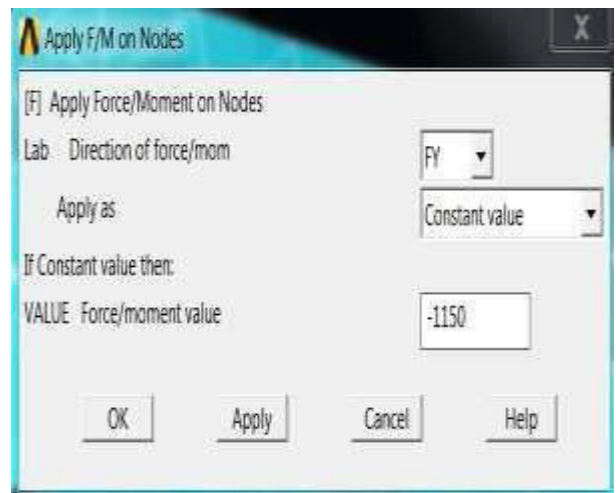 Apply F/M on Nodes
X
[F] Apply Force/Moment on Nodes
Lab Direction of force/mom FY
Apply as Constant value
If Constant value then:
VALUE Force/moment value -1150
OK Apply Cancel Help